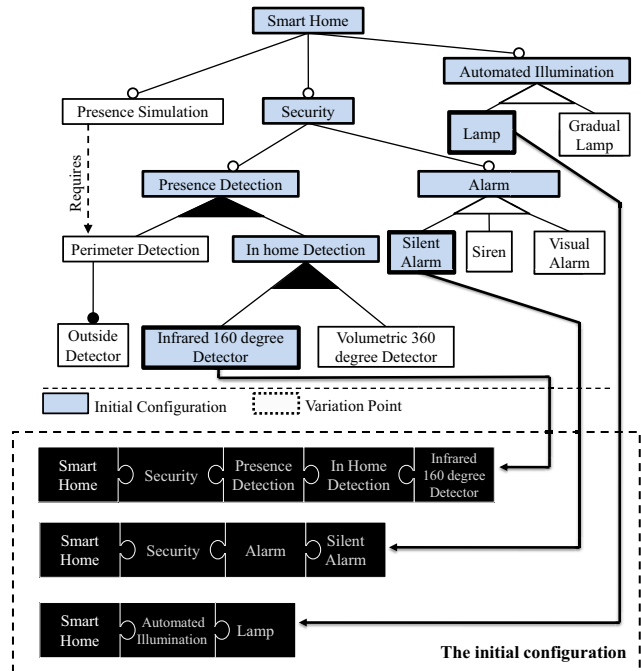 Smart Home
Automated Illumination
Presence Simulation
Security
Lamp
Gradual
Lamp
Requires
Presence Detection
Alarm
Perimeter Detection
In home Detection
Silent
Alarm
Siren
Visual
Alarm
Outside
Detector
Infrared 160 degree
Detector
Volumetric 360
degree Detector
Initial Configuration
Variation Point
Smart
Home
Security
Presence
Detection
In Home
Detection
Infrared
160 degree
Detector
Smart
Home
Security
Alarm
Silent
Alarm
Smart
Home
Automated
Illumination
Lamp
The initial configuration